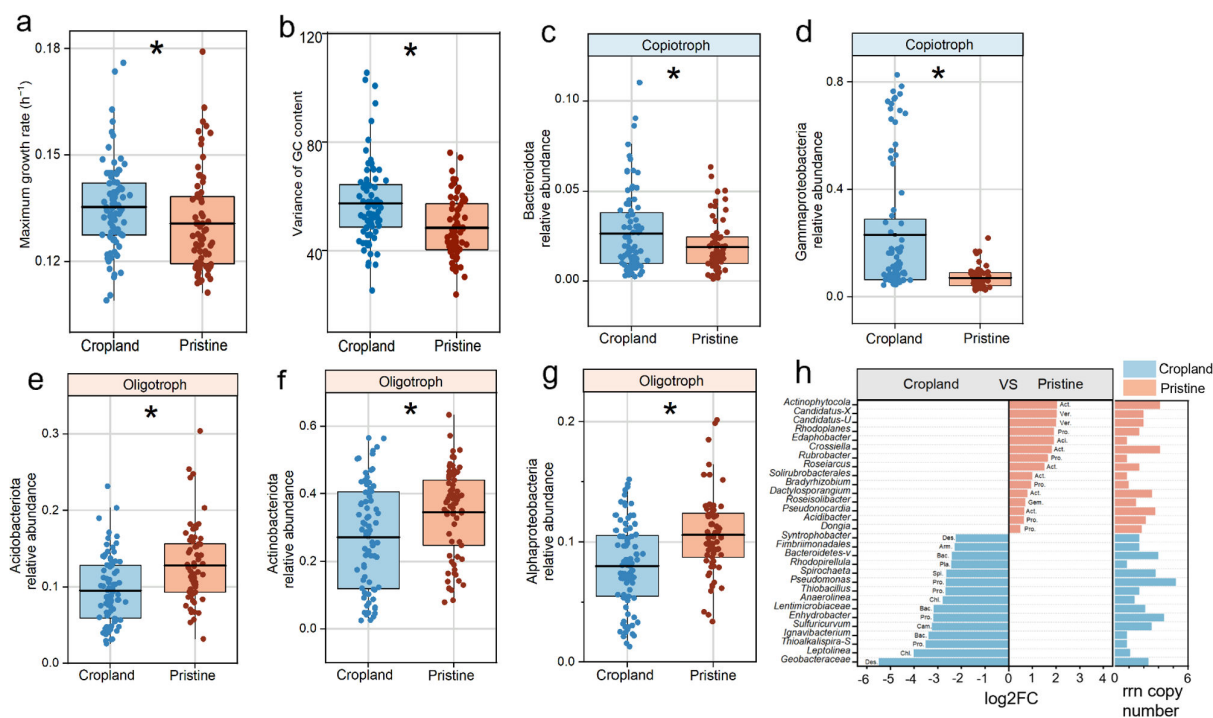 a
Maximum growth rate (h⁻¹)
0.18
0.15
0.12
*
Cropland
Pristine
b
Variance of GC content
120
80
40
*
Cropland
Pristine
c
Copiotroph
Bacteroidota
relative abundance
0.10
0.05
0.00
*
Cropland
Pristine
d
Copiotroph
Gammaproteobacteria
relative abundance
0.8
0.4
0.0
*
Cropland
Pristine
e
Oligotroph
Acidobacteriota
relative abundance
0.3
0.2
0.1
0.0
*
Cropland
Pristine
f
Oligotroph
Actinobacteriota
relative abundance
0.6
0.4
0.2
0.0
*
Cropland
Pristine
g
Oligotroph
Alphaproteobacteria
relative abundance
0.2
0.1
0.0
*
Cropland
Pristine
h
Cropland
Pristine
Cropland VS Pristine
Actinophytocola Act.
Candidatus-X Ver.
Candidatus-U Ver.
Rhodoplanes Pro.
Edaphobacter Aci.
Crossiella Act.
Rubrobacter Pro.
Roseiarcus Act.
Solirubrobacterales Act.
Bradyrhizobium Pro.
Dactylosporangium Act.
Roseisolibacter Gem.
Pseudonocardia Act.
Acidibacter Pro.
Dongia Pro.
Syntrophobacter Des.
Fimbriimonadales Arm.
Bacteroidetes-v Bac.
Rhodopirellula Pla.
Spirochaeta Spi.
Pseudomonas Pro.
Thiobacillus Pro.
Anaerolinea Chl.
Lentimicrobiaceae Bac.
Enhydrobacter Pro.
Sulfuricurvum Cam.
Ignavibacterium Bac.
Thioalkalispira-S Pro.
Leptolinea Chl.
Geobacteraceae Des.
-6 -5 -4 -3 -2 -1 0 1 2 3 4
log2FC
0 6
rrn copy
number